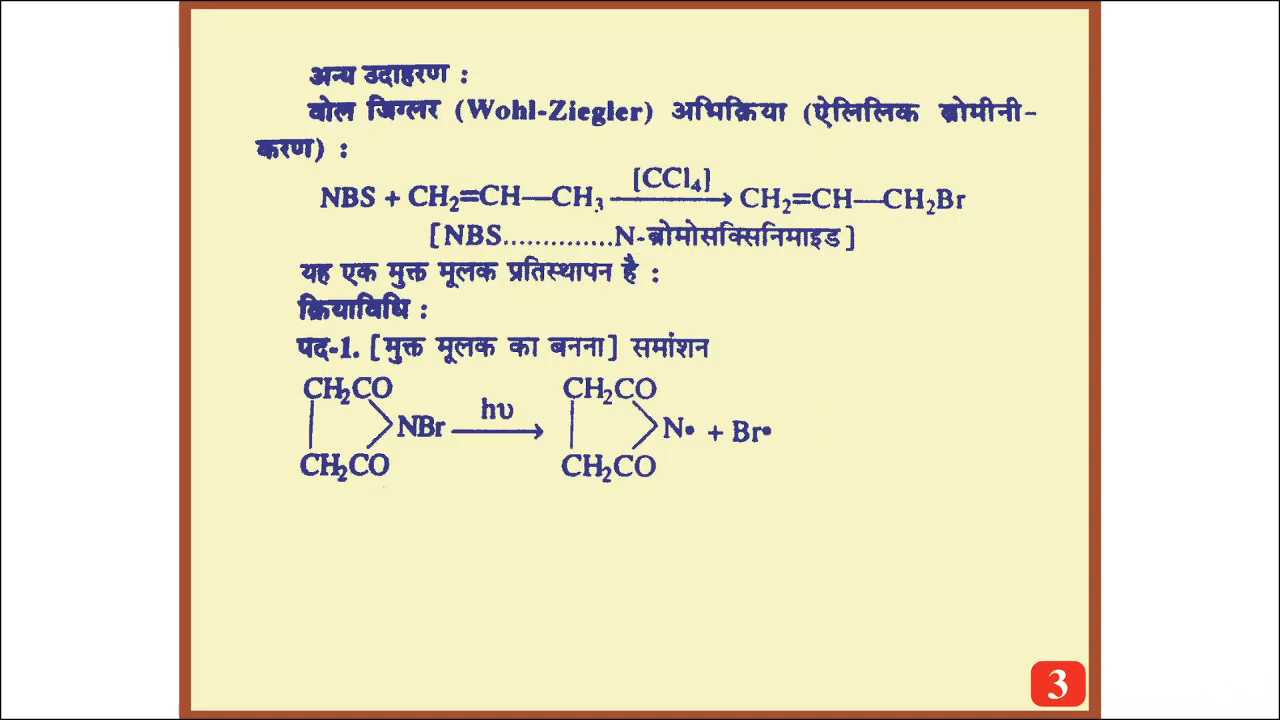 अन्य उदाहरण :
वोल जिग्लर (Wohl-Ziegler) अभिक्रिया (ऐलिलिक ब्रोमीनी-
करण) :
[CCl₄]
NBS + CH₂=CH—CH₃ ⟶ CH₂=CH—CH₂Br
[NBS..............N-ब्रोमोसक्सिनिमाइड]
यह एक मुक्त मूलक प्रतिस्थापन है :
क्रियाविधि :
पद-1. [मुक्त मूलक का बनना] समांशन
CH₂CO CH₂CO
hυ
NBr ⟶ N• + Br•
CH₂CO CH₂CO
3